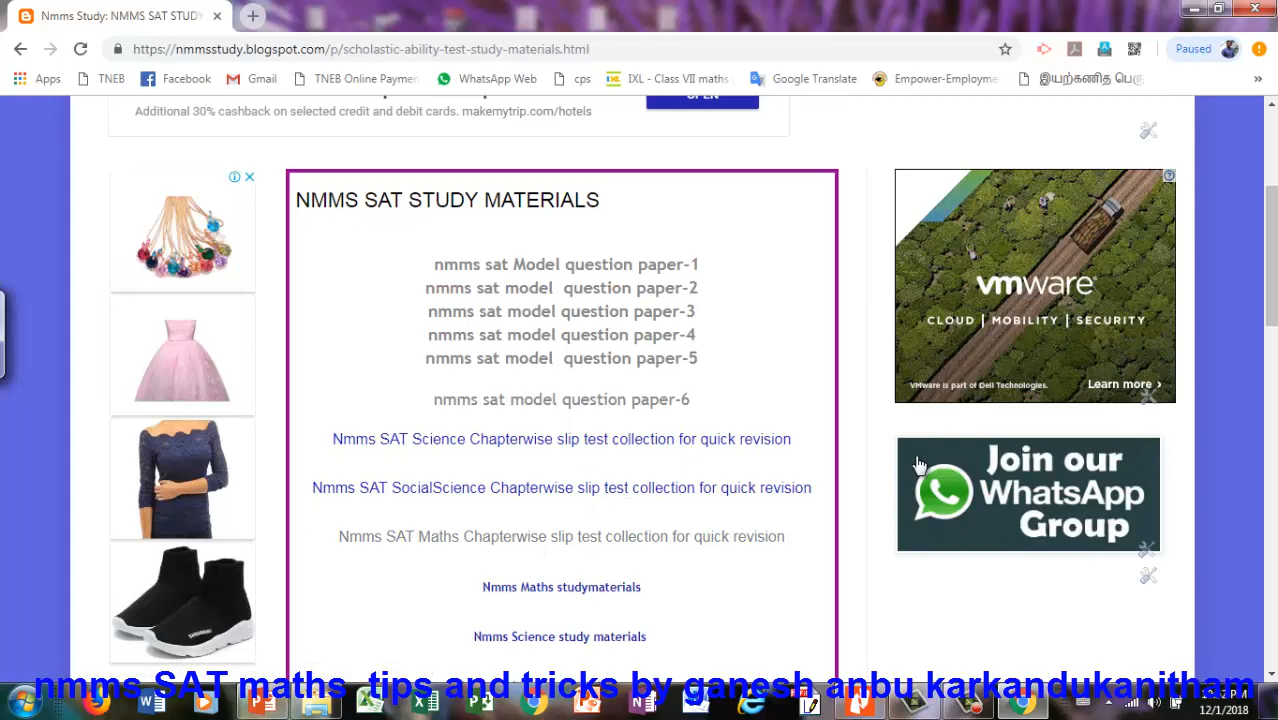 Nmms Study: NMMS SAT STUDY
https://nmmsstudy.blogspot.com/p/scholastic-ability-test-study-materials.html
Paused
Apps
TNEB
Facebook
Gmail
TNEB Online Paymen
WhatsApp Web
cps
IXL - Class VII maths
Google Translate
Empower-Employme
இயற்கணித பெரு
Additional 30% cashback on selected credit and debit cards. makemytrip.com/hotels
NMMS SAT STUDY MATERIALS
nmms sat Model question paper-1
nmms sat model question paper-2
nmms sat model question paper-3
nmms sat model question paper-4
nmms sat model question paper-5
nmms sat model question paper-6
Nmms SAT Science Chapterwise slip test collection for quick revision
Nmms SAT SocialScience Chapterwise slip test collection for quick revision
Nmms SAT Maths Chapterwise slip test collection for quick revision
Nmms Maths studymaterials
Nmms Science study materials
vmware
CLOUD | MOBILITY | SECURITY
VMware is part of Dell Technologies.
Learn more ›
Join our
WhatsApp
Group
nmms SAT maths tips and tricks by ganesh anbu karkandukanitham
12/1/2018